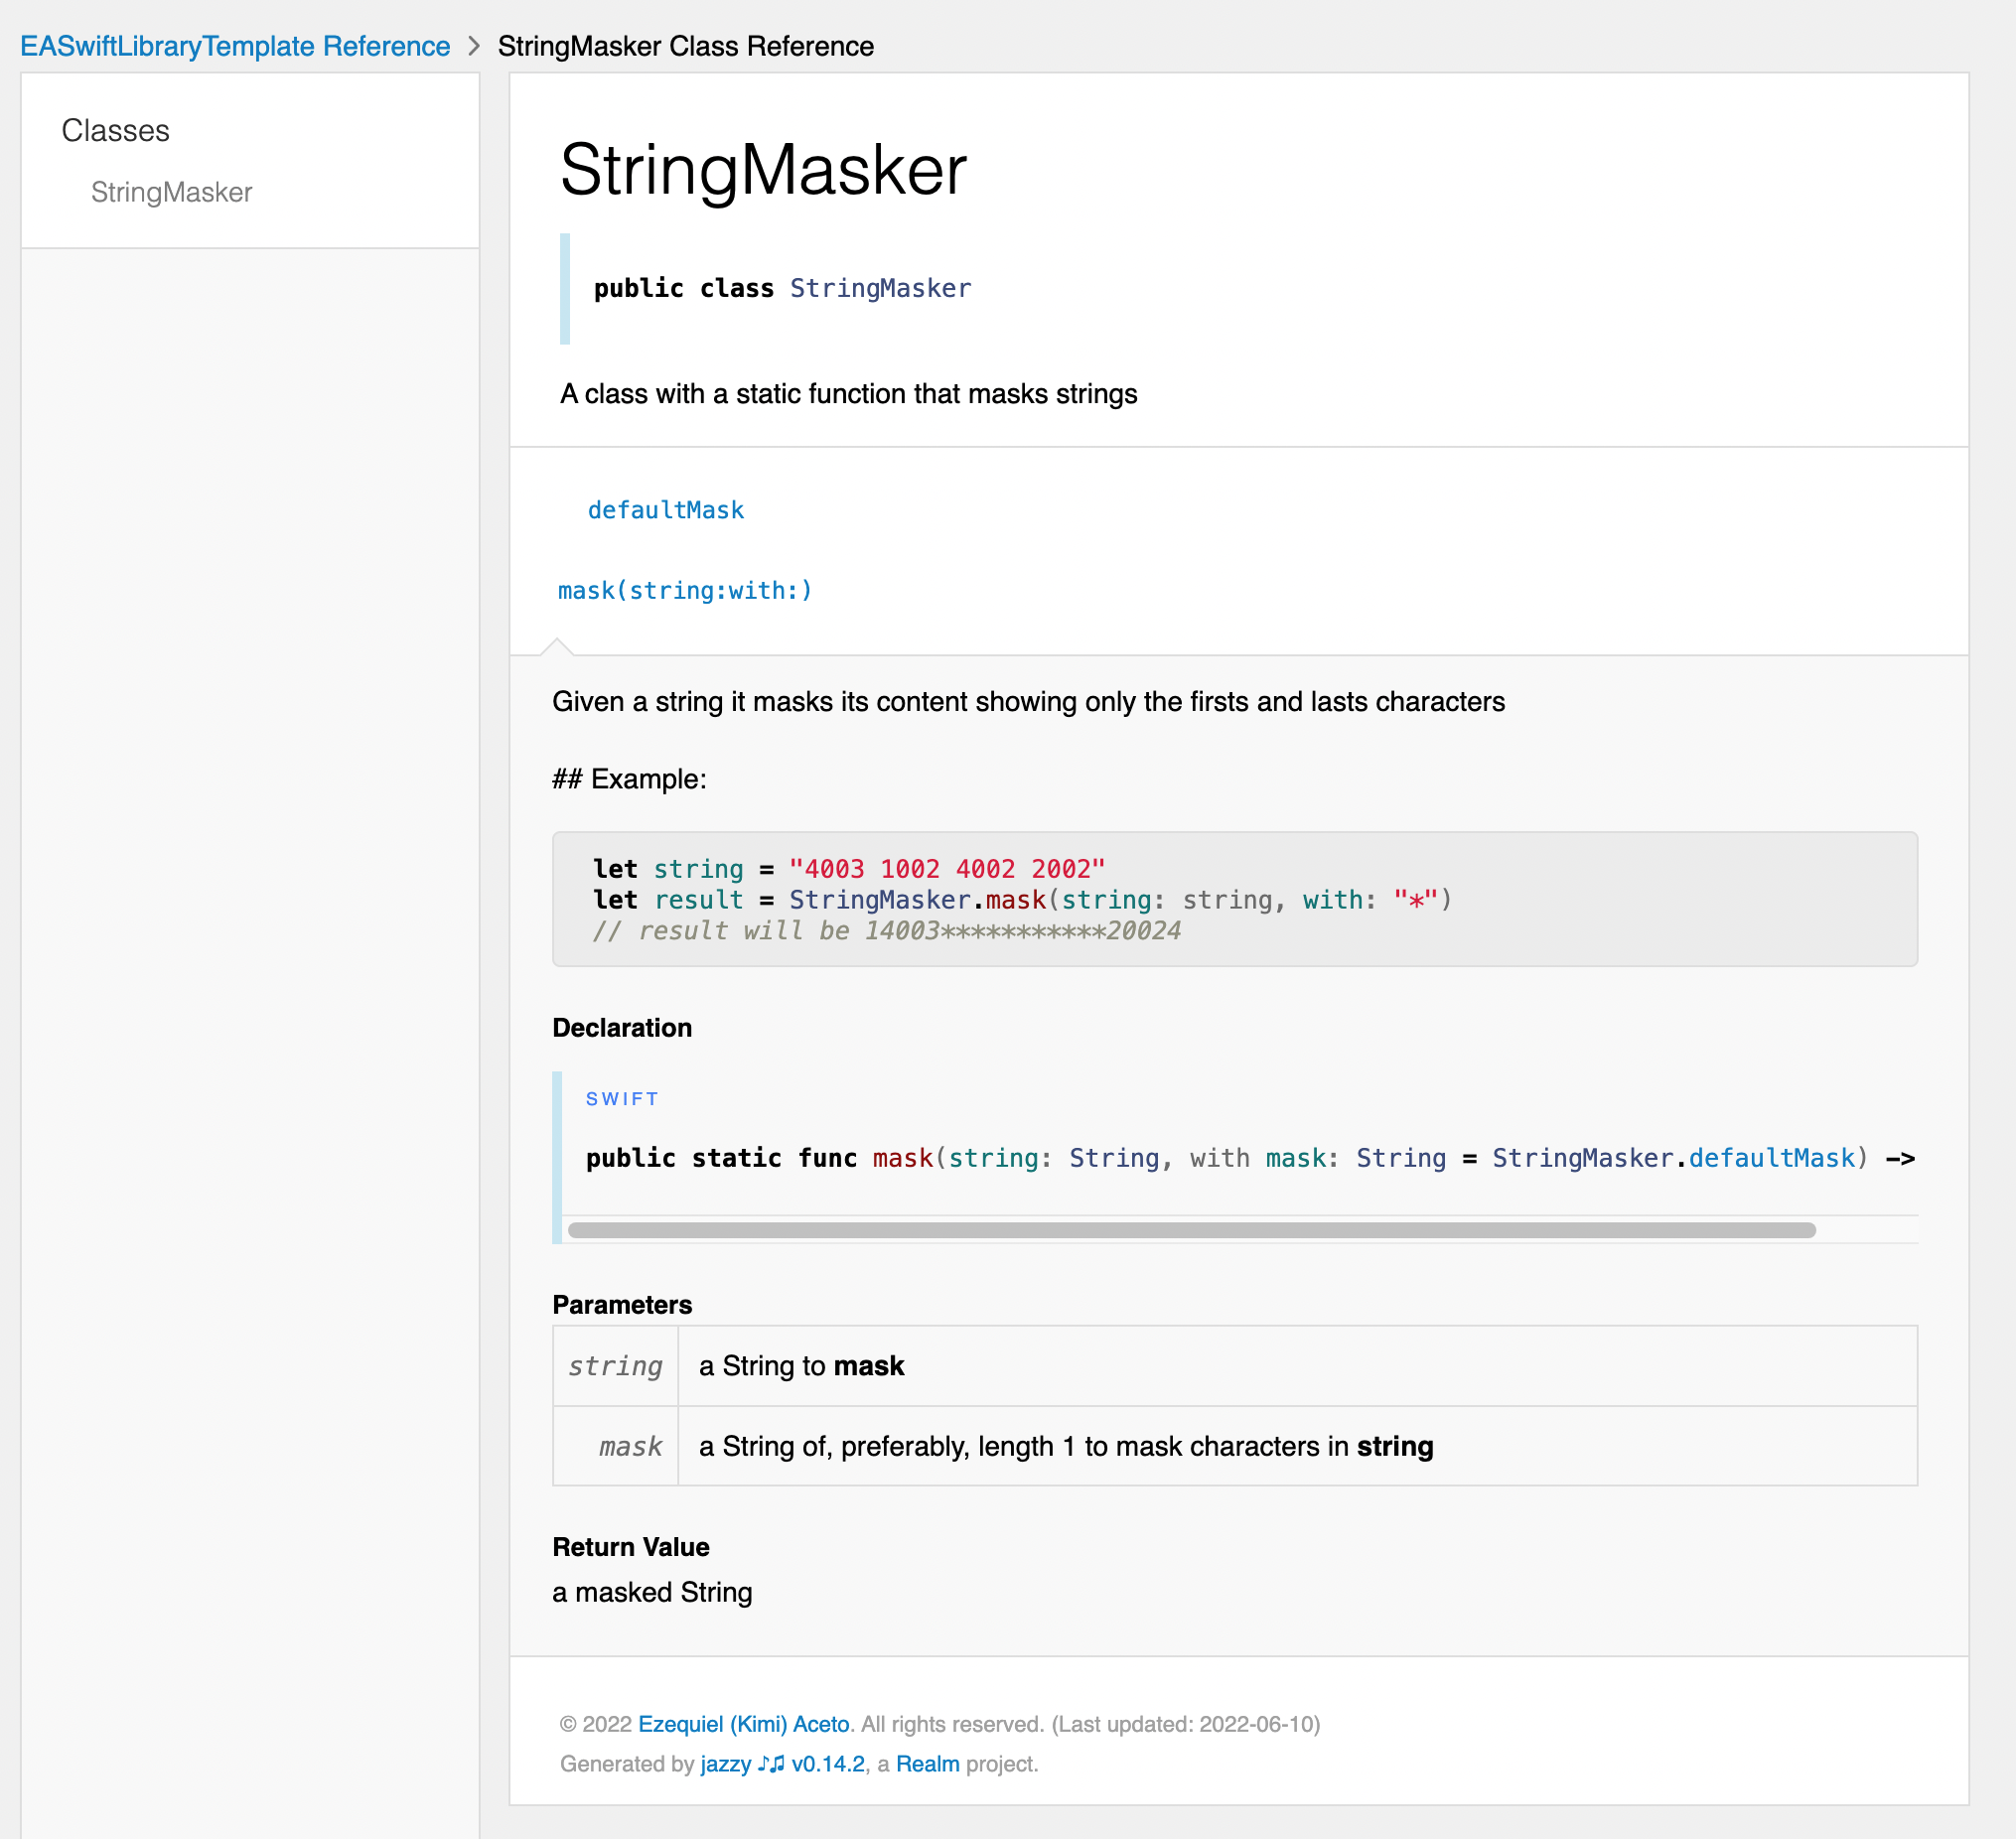 EASwiftLibraryTemplate Reference > StringMasker Class Reference
Classes
StringMasker
StringMasker
public class StringMasker
A class with a static function that masks strings
defaultMask
mask(string:with:)
Given a string it masks its content showing only the firsts and lasts characters
## Example:
let string = "4003 1002 4002 2002"
let result = StringMasker.mask(string: string, with: "*")
// result will be 14003***********20024
Declaration
SWIFT
public static func mask(string: String, with mask: String = StringMasker.defaultMask) ->
Parameters
string a String to mask
mask a String of, preferably, length 1 to mask characters in string
Return Value
a masked String
© 2022 Ezequiel (Kimi) Aceto. All rights reserved. (Last updated: 2022-06-10)
Generated by jazzy ♪♫ v0.14.2, a Realm project.